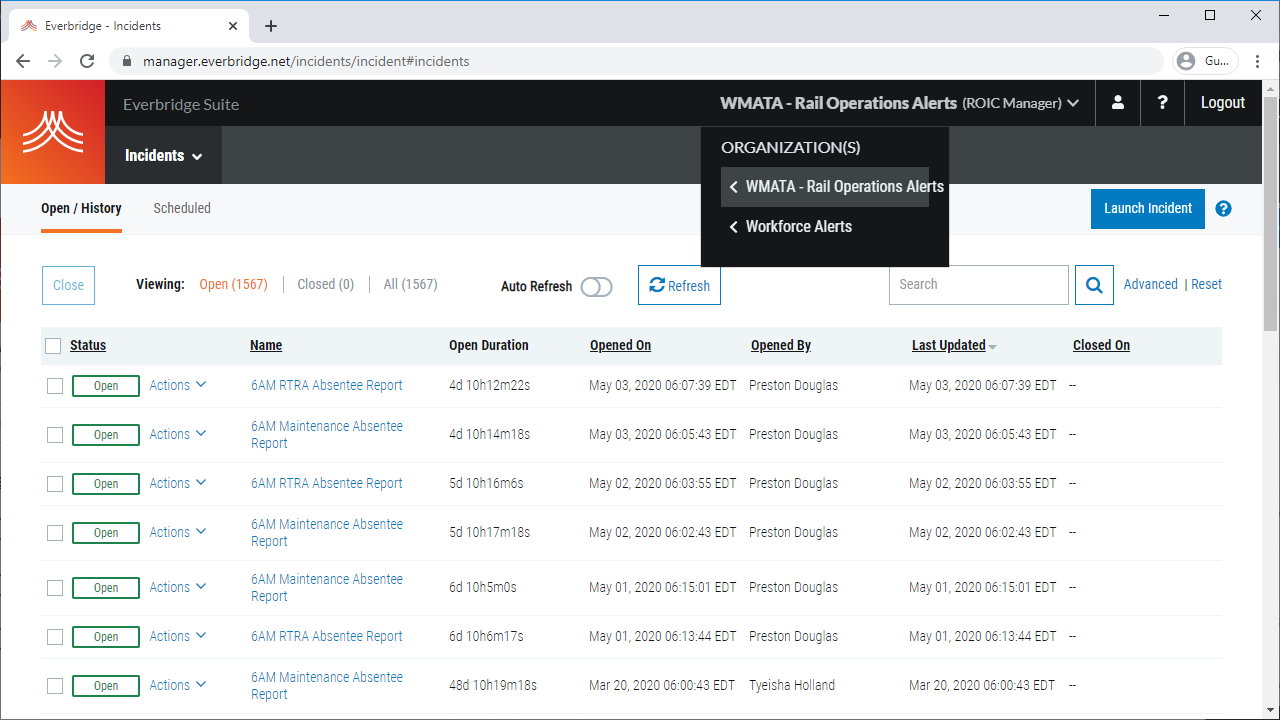 Everbridge - Incidents
manager.everbridge.net/incidents/incident#incidents
Gu...
Everbridge Suite
WMATA - Rail Operations Alerts (ROIC Manager)
?
Logout
Incidents
ORGANIZATION(S)
WMATA - Rail Operations Alerts
Workforce Alerts
Open / History Scheduled
Launch Incident
?
Close
Viewing: Open (1567) Closed (0) All (1567)
Auto Refresh
Refresh
Search
Advanced | Reset
Status Name Open Duration Opened On Opened By Last Updated Closed On
Open Actions 6AM RTRA Absentee Report 4d 10h12m22s May 03, 2020 06:07:39 EDT Preston Douglas May 03, 2020 06:07:39 EDT --
Open Actions 6AM Maintenance Absentee Report 4d 10h14m18s May 03, 2020 06:05:43 EDT Preston Douglas May 03, 2020 06:05:43 EDT --
Open Actions 6AM RTRA Absentee Report 5d 10h16m6s May 02, 2020 06:03:55 EDT Preston Douglas May 02, 2020 06:03:55 EDT --
Open Actions 6AM Maintenance Absentee Report 5d 10h17m18s May 02, 2020 06:02:43 EDT Preston Douglas May 02, 2020 06:02:43 EDT --
Open Actions 6AM Maintenance Absentee Report 6d 10h5m0s May 01, 2020 06:15:01 EDT Preston Douglas May 01, 2020 06:15:01 EDT --
Open Actions 6AM RTRA Absentee Report 6d 10h6m17s May 01, 2020 06:13:44 EDT Preston Douglas May 01, 2020 06:13:44 EDT --
Open Actions 6AM Maintenance Absentee Report 48d 10h19m18s Mar 20, 2020 06:00:43 EDT Tyeisha Holland Mar 20, 2020 06:00:43 EDT --